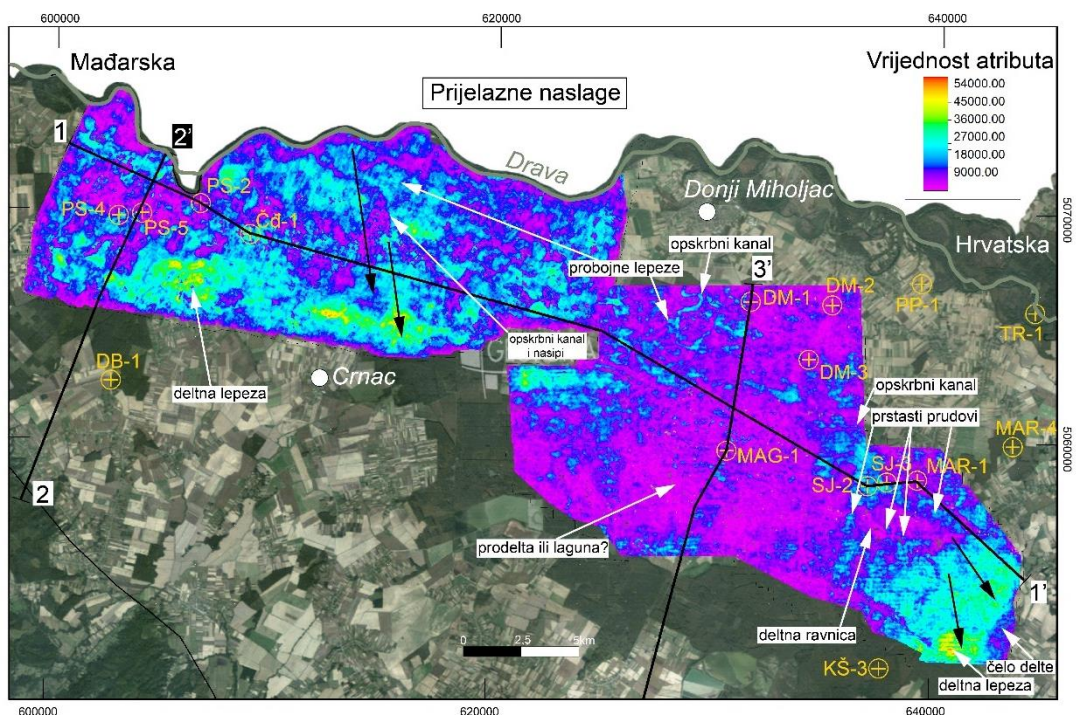 600000
620000
640000
Mađarska
Vrijednost atributa
Prijelazne naslage
54000.00
45000.00
36000.00
27000.00
18000.00
9000.00
1
2'
Drava
Donji Miholjac
5070000
PS-2
PS-4
PS-5
Čđ-1
Hrvatska
opskrbni kanal
probojne lepeze
3'
DM-1
DM-2
PP-1
TR-1
opskrbni kanal
i nasipi
DB-1
deltna lepeza
Crnac
DM-3
opskrbni kanal
prstasti prudovi
MAR-4
5060000
MAG-1
SJ-2
SJ-3
MAR-1
2
prodelta ili laguna?
1'
deltna ravnica
0
2.5
5km
KŠ-3
čelo delte
deltna lepeza
600000
620000
640000